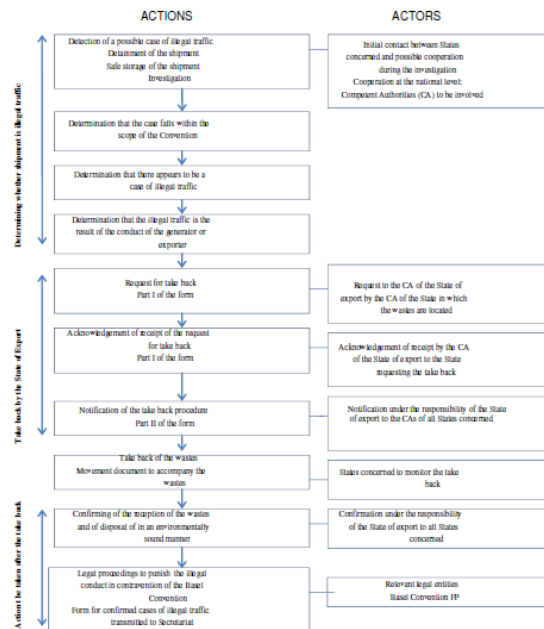 ACTIONS
ACTORS
Detection of a possible case of illegal traffic
Detainment of the shipment
Safe storage of the shipment
Investigation
Initial contact between States
concerned and possible cooperation
during the investigation
Cooperation at the national level:
Competent Authorities (CA) to be involved
Determination that the case falls within the
scope of the Convention
Determination that there appears to be a
case of illegal traffic
Determination that the illegal traffic is the
result of the conduct of the generator or
exporter
Determining whether shipment is illegal traffic
Request for take back
Part I of the form
Request to the CA of the State of
export by the CA of the State in which
the wastes are located
Acknowledgement of receipt of the request
for take back
Part I of the form
Acknowledgement of receipt by the CA
of the State of export to the State
requesting the take back
Notification of the take back procedure
Part II of the form
Notification under the responsibility of the State
of export to the CAs of all States concerned
Take back by the State of Export
Take back of the wastes
Movement document to accompany the
wastes
States concerned to monitor the take
back
Confirming of the reception of the wastes
and of disposal of in an environmentally
sound manner
Confirmation under the responsibility
of the State of export to all States
concerned
Legal proceedings to punish the illegal
conduct in contravention of the Basel
Convention
Form for confirmed cases of illegal traffic
transmitted to Secretariat
Relevant legal entities
Basel Convention FP
Action t be taken after the take back